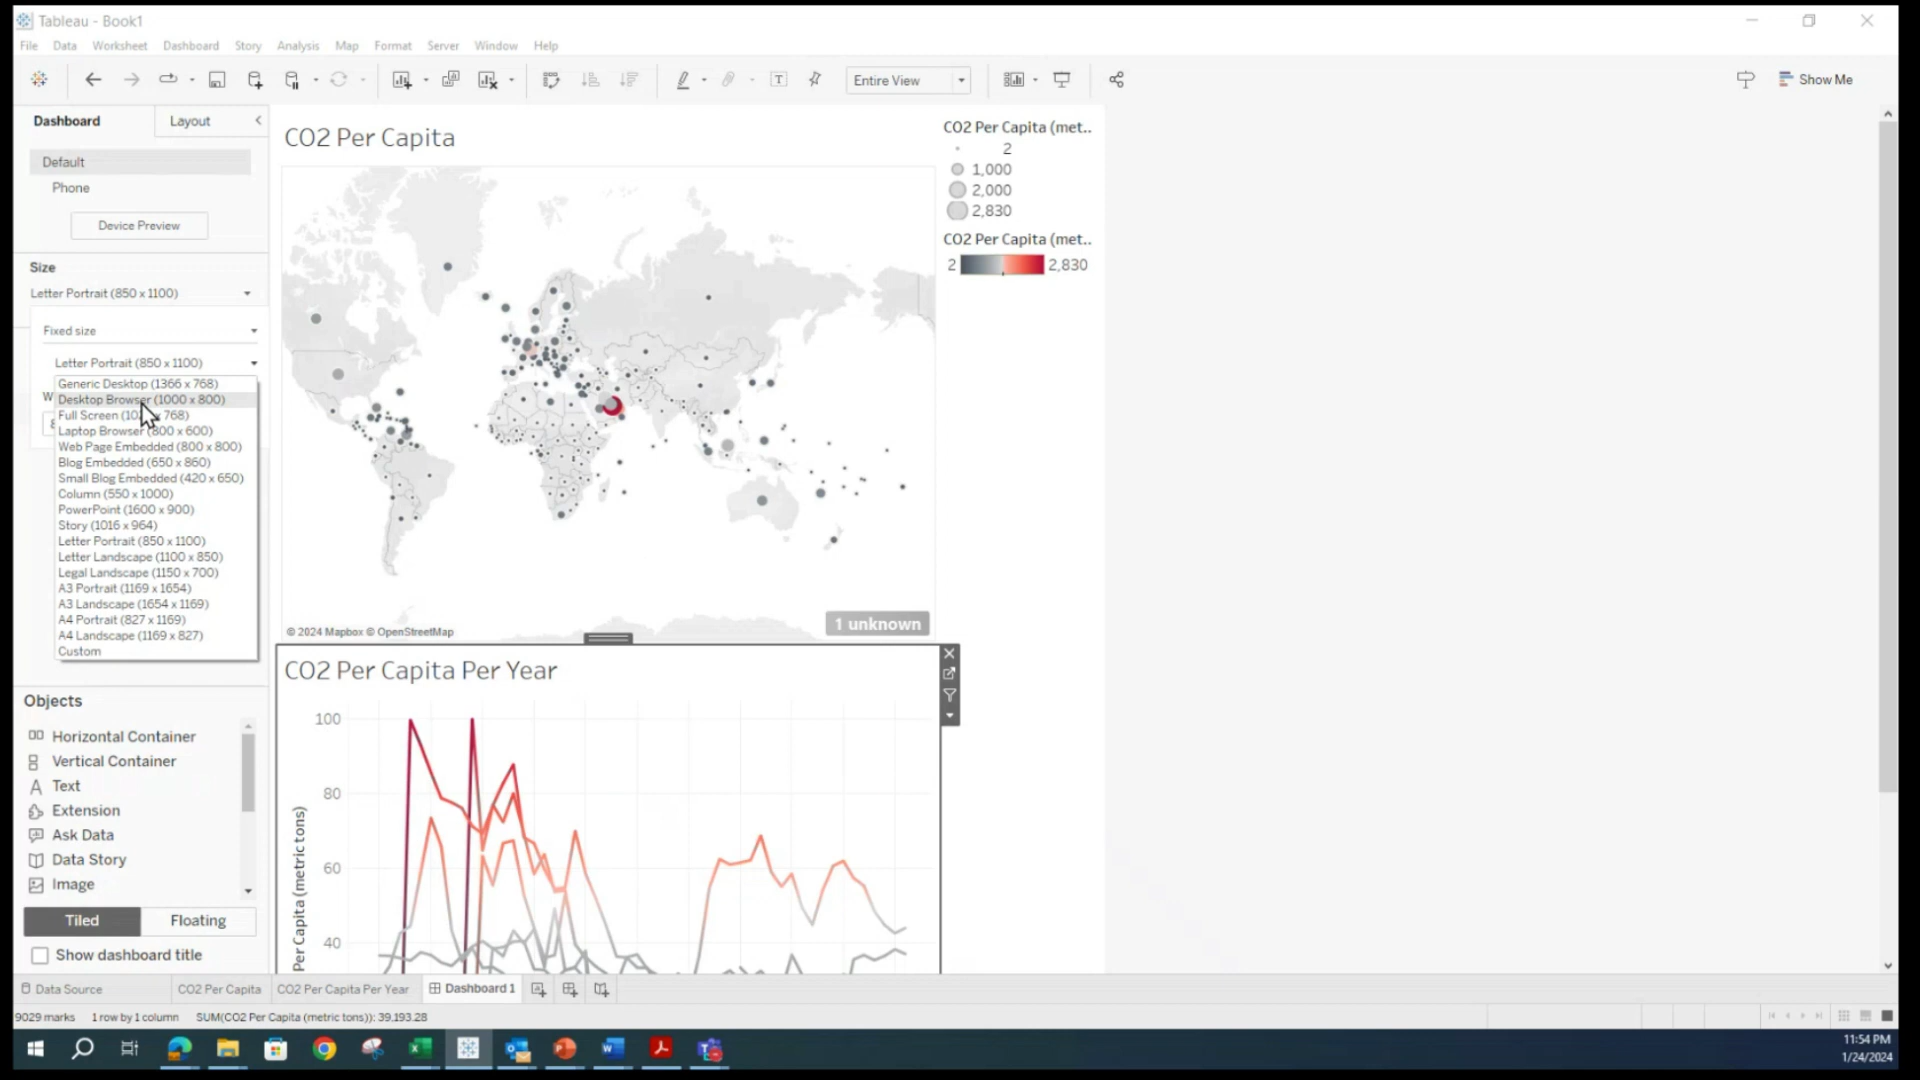 Tableau - Book1
File Data Worksheet Dashboard Story Analysis Map Format Server Window Help
Entire View
Show Me
Dashboard
Layout
Default
Phone
Device Preview
Size
Letter Portrait (850 x 1100)
Fixed size
Letter Portrait (850 x 1100)
Generic Desktop (1366 x 768)
Desktop Browser (1000 x 800)
Full Screen (10 x 768)
Laptop Browser (800 x 600)
Web Page Embedded (800 x 800)
Blog Embedded (650 x 860)
Small Blog Embedded (420 x 650)
Column (550 x 1000)
PowerPoint (1600 x 900)
Story (1016 x 964)
Letter Portrait (850 x 1100)
Letter Landscape (1100 x 850)
Legal Landscape (1150 x 700)
A3 Portrait (1169 x 1654)
A3 Landscape (1654 x 1169)
A4 Portrait (827 x 1169)
A4 Landscape (1169 x 827)
Custom
Objects
Horizontal Container
Vertical Container
Text
Extension
Ask Data
Data Story
Image
Tiled
Floating
Show dashboard title
CO2 Per Capita
© 2024 Mapbox © OpenStreetMap
1 unknown
CO2 Per Capita (met..
2
1,000
2,000
2,830
CO2 Per Capita (met..
2
2,830
CO2 Per Capita Per Year
Per Capita (metric tons)
100
80
60
40
Data Source
CO2 Per Capita
CO2 Per Capita Per Year
Dashboard 1
9029 marks
1 row by 1 column
SUM(CO2 Per Capita (metric tons)): 39,193.28
11:54 PM
1/24/2024